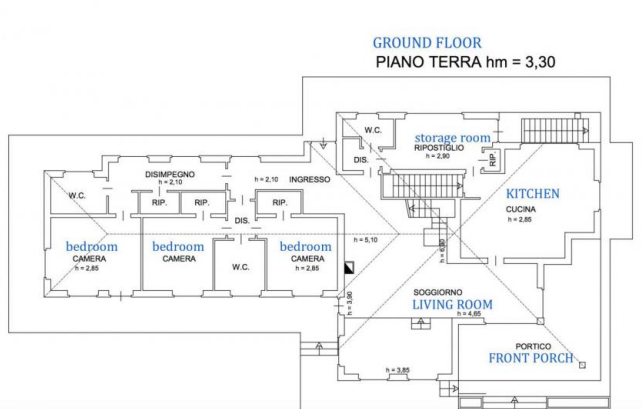 GROUND FLOOR
PIANO TERRA hm = 3,30
W.C.
storage room
RIPOSTIGLIO
h = 2,90
DIS.
RIP.
DISIMPEGNO
h = 2,10
h = 2,10
INGRESSO
W.C.
RIP.
RIP.
RIP.
DIS.
KITCHEN
CUCINA
h = 2,85
bedroom
CAMERA
h = 2,85
bedroom
CAMERA
W.C.
bedroom
CAMERA
h = 2,85
h = 5,10
SOGGIORNO
LIVING ROOM
h = 4,65
h = 3,90
PORTICO
FRONT PORCH
h = 3,85